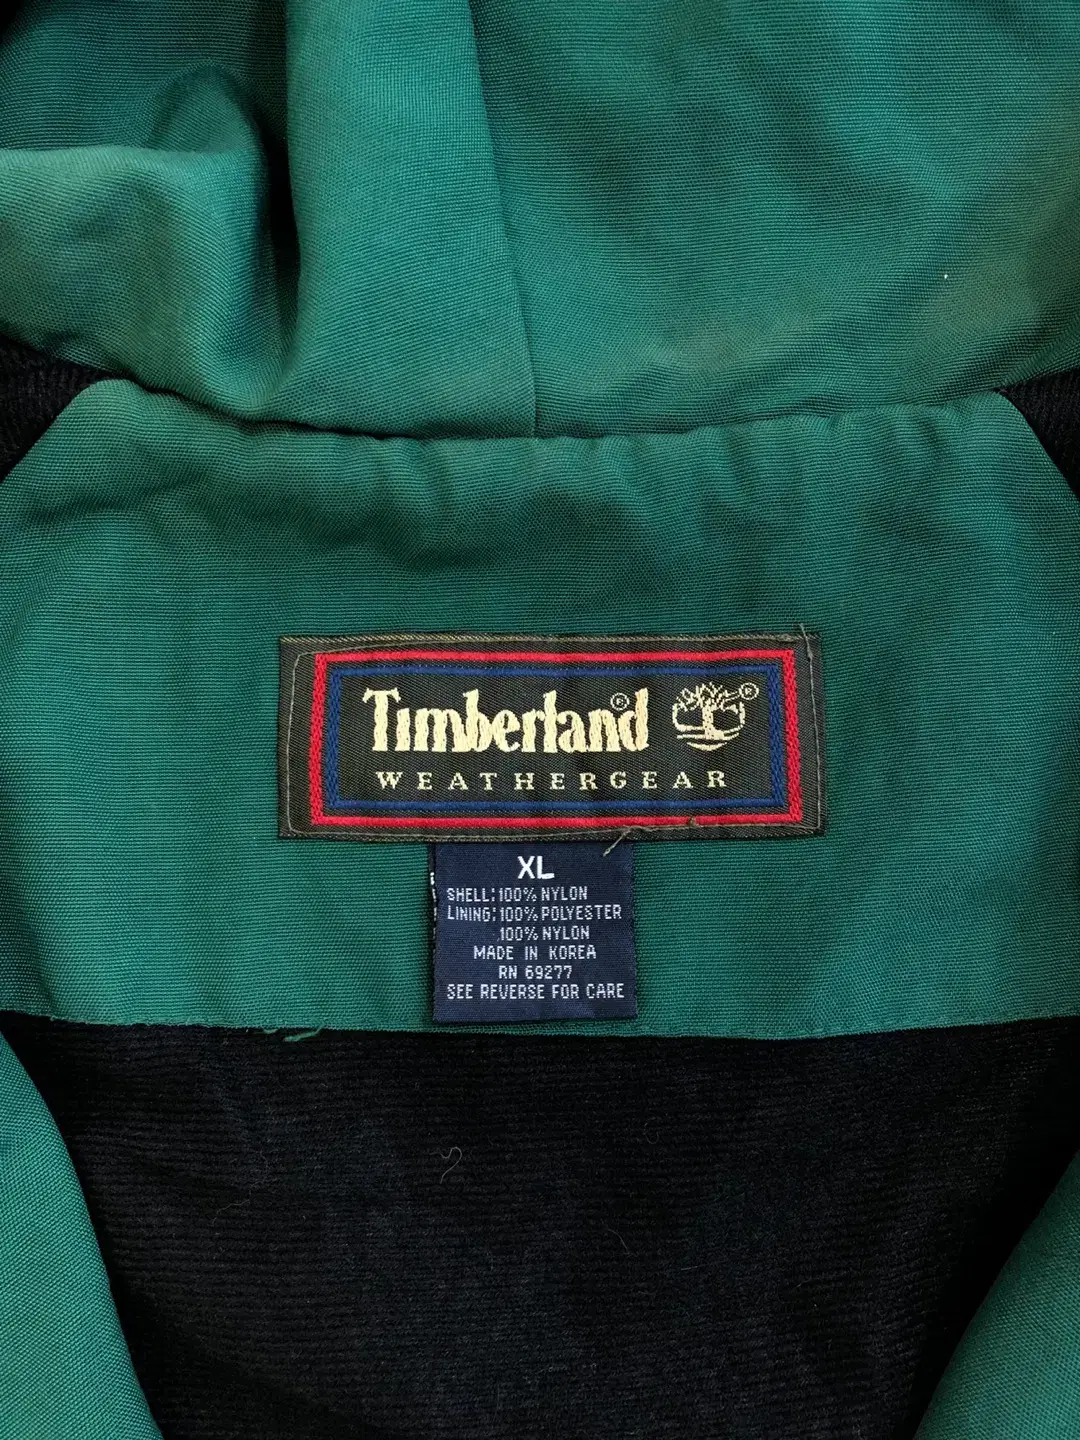 Timberland®
®
WEATHERGEAR
XL
SHELL: 100% NYLON
LINING: 100% POLYESTER
100% NYLON
MADE IN KOREA
RN 69277
SEE REVERSE FOR CARE